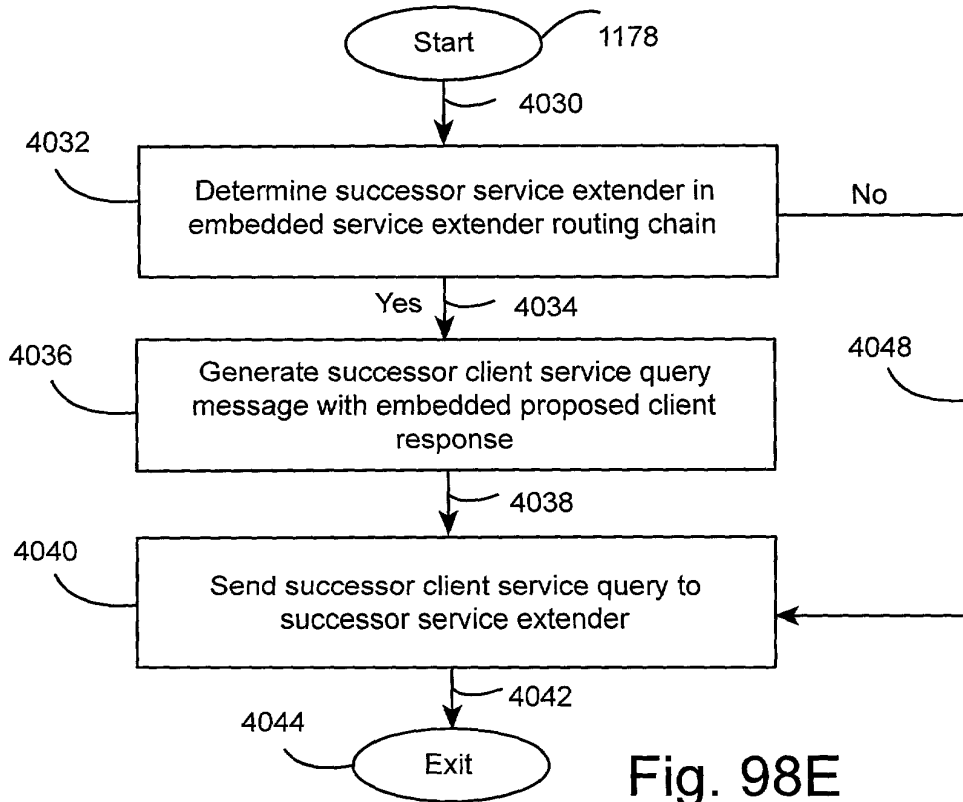 Start
1178
4030
4032
Determine successor service extender in
embedded service extender routing chain
No
Yes
4034
4036
Generate successor client service query
message with embedded proposed client
response
4048
4038
4040
Send successor client service query to
successor service extender
4042
4044
Exit
Fig. 98E